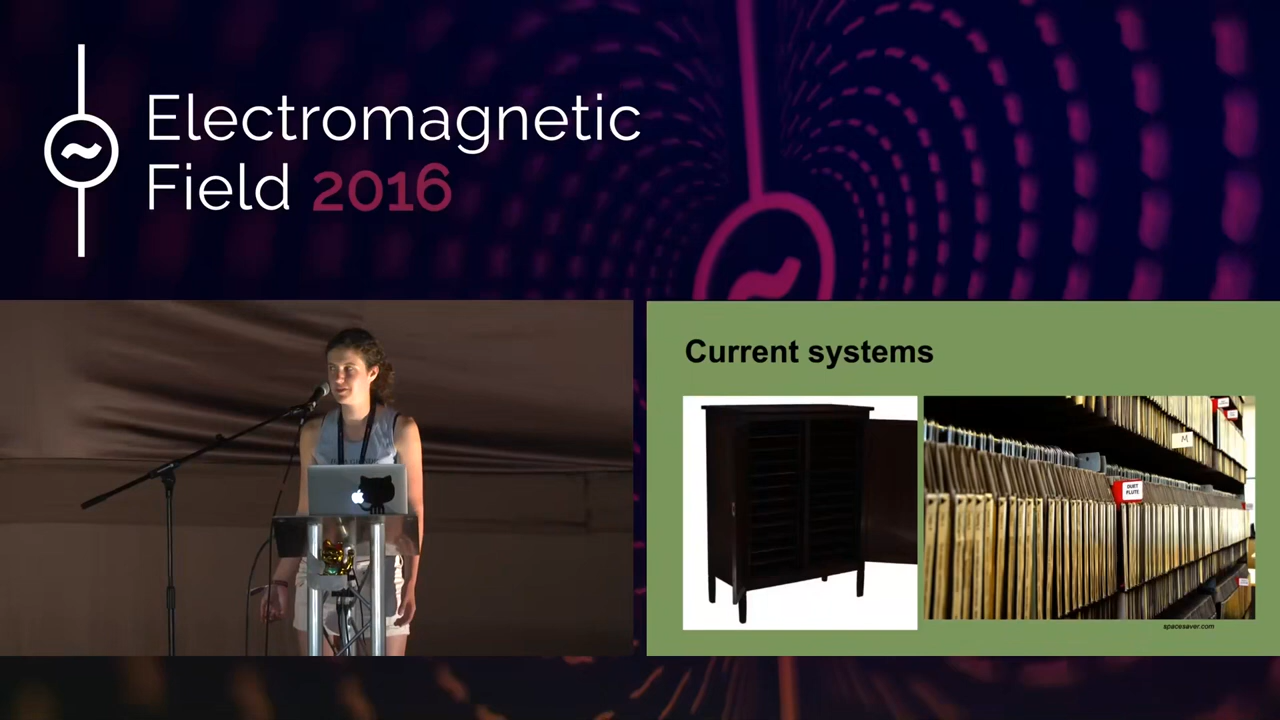 Electromagnetic
Field 2016
Current systems
M
DUET
FLUTE
spacesaver.com